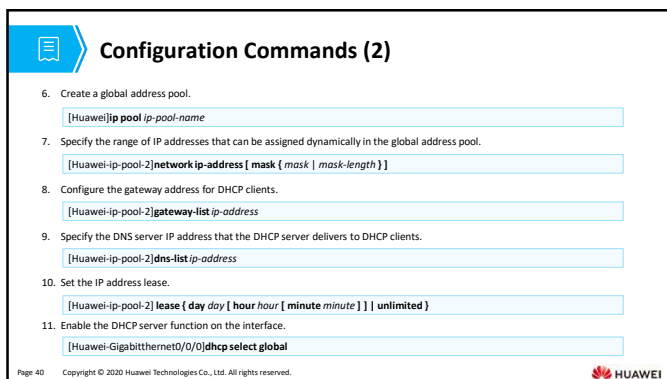 Configuration Commands (2)
6. Create a global address pool.
[Huawei]ip pool ip-pool-name
7. Specify the range of IP addresses that can be assigned dynamically in the global address pool.
[Huawei-ip-pool-2]network ip-address [ mask { mask | mask-length } ]
8. Configure the gateway address for DHCP clients.
[Huawei-ip-pool-2]gateway-list ip-address
9. Specify the DNS server IP address that the DHCP server delivers to DHCP clients.
[Huawei-ip-pool-2]dns-list ip-address
10. Set the IP address lease.
[Huawei-ip-pool-2] lease { day day [ hour hour [ minute minute ] ] | unlimited }
11. Enable the DHCP server function on the interface.
[Huawei-Gigabitthernet0/0/0]dhcp select global
Page 40 Copyright © 2020 Huawei Technologies Co., Ltd. All rights reserved.
HUAWEI